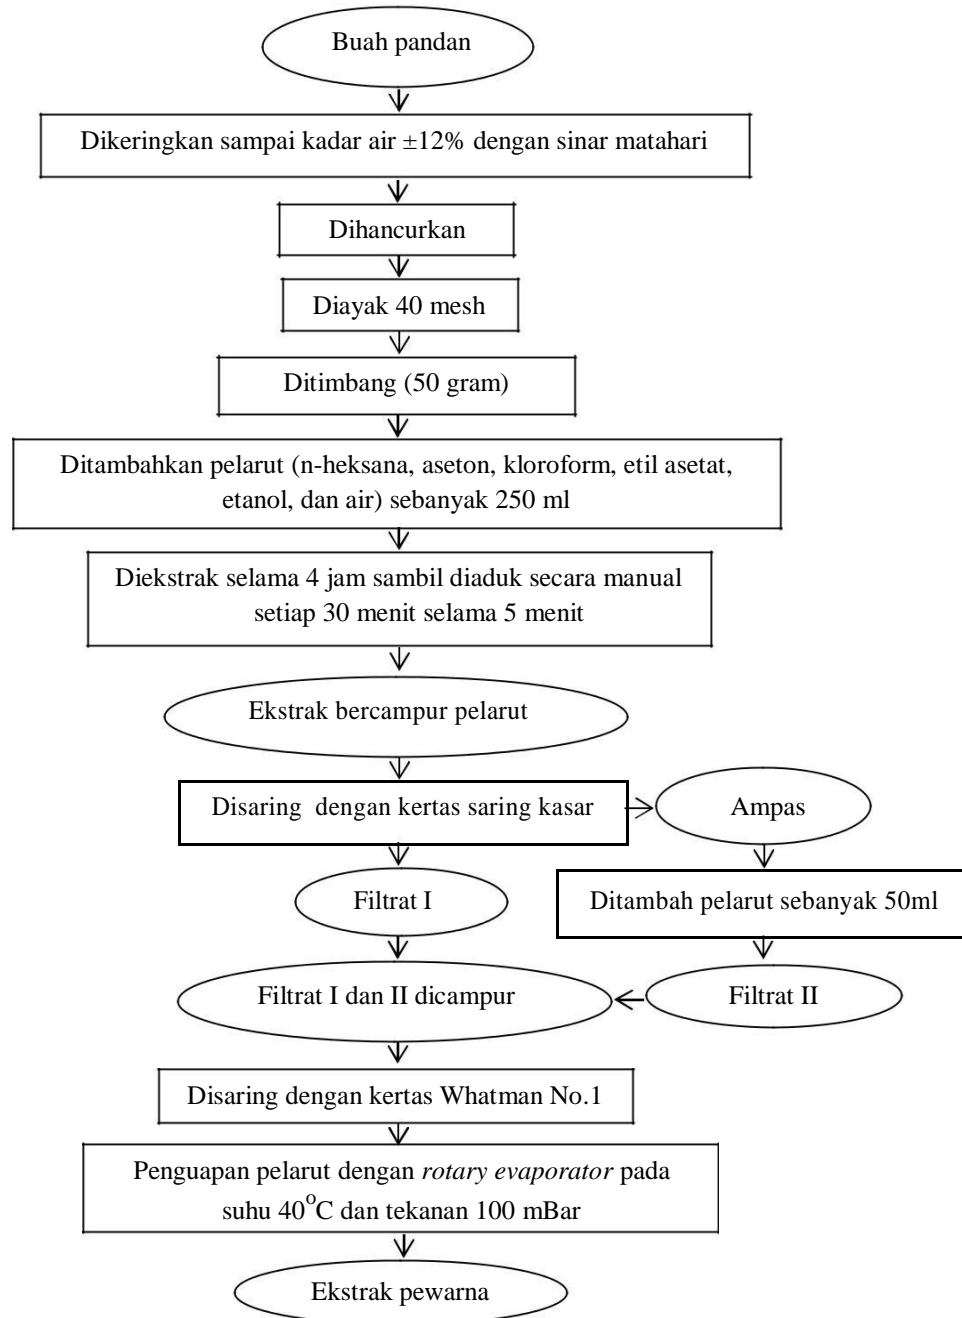 Buah pandan
Dikeringkan sampai kadar air ±12% dengan sinar matahari
Dihancurkan
Diayak 40 mesh
Ditimbang (50 gram)
Ditambahkan pelarut (n-heksana, aseton, kloroform, etil asetat,
etanol, dan air) sebanyak 250 ml
Diekstrak selama 4 jam sambil diaduk secara manual
setiap 30 menit selama 5 menit
Ekstrak bercampur pelarut
Disaring dengan kertas saring kasar
Ampas
Filtrat I
Ditambah pelarut sebanyak 50ml
Filtrat I dan II dicampur
Filtrat II
Disaring dengan kertas Whatman No.1
Penguapan pelarut dengan rotary evaporator pada
suhu 40°C dan tekanan 100 mBar
Ekstrak pewarna